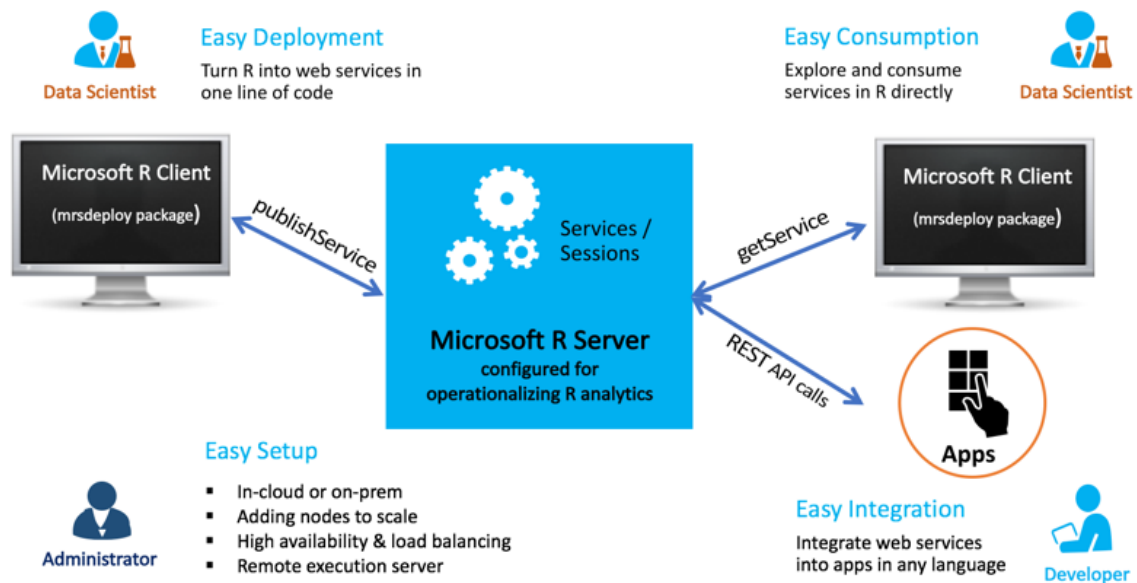 Easy Deployment
Turn R into web services in
one line of code
Data Scientist
Easy Consumption
Explore and consume
services in R directly
Data Scientist
Microsoft R Client
(mrsdeploy package)
publishService
Services /
Sessions
Microsoft R Server
configured for
operationalizing R analytics
getService
Microsoft R Client
(mrsdeploy package)
REST API calls
Apps
Easy Setup
▪ In-cloud or on-prem
▪ Adding nodes to scale
▪ High availability & load balancing
▪ Remote execution server
Administrator
Easy Integration
Integrate web services
into apps in any language
Developer